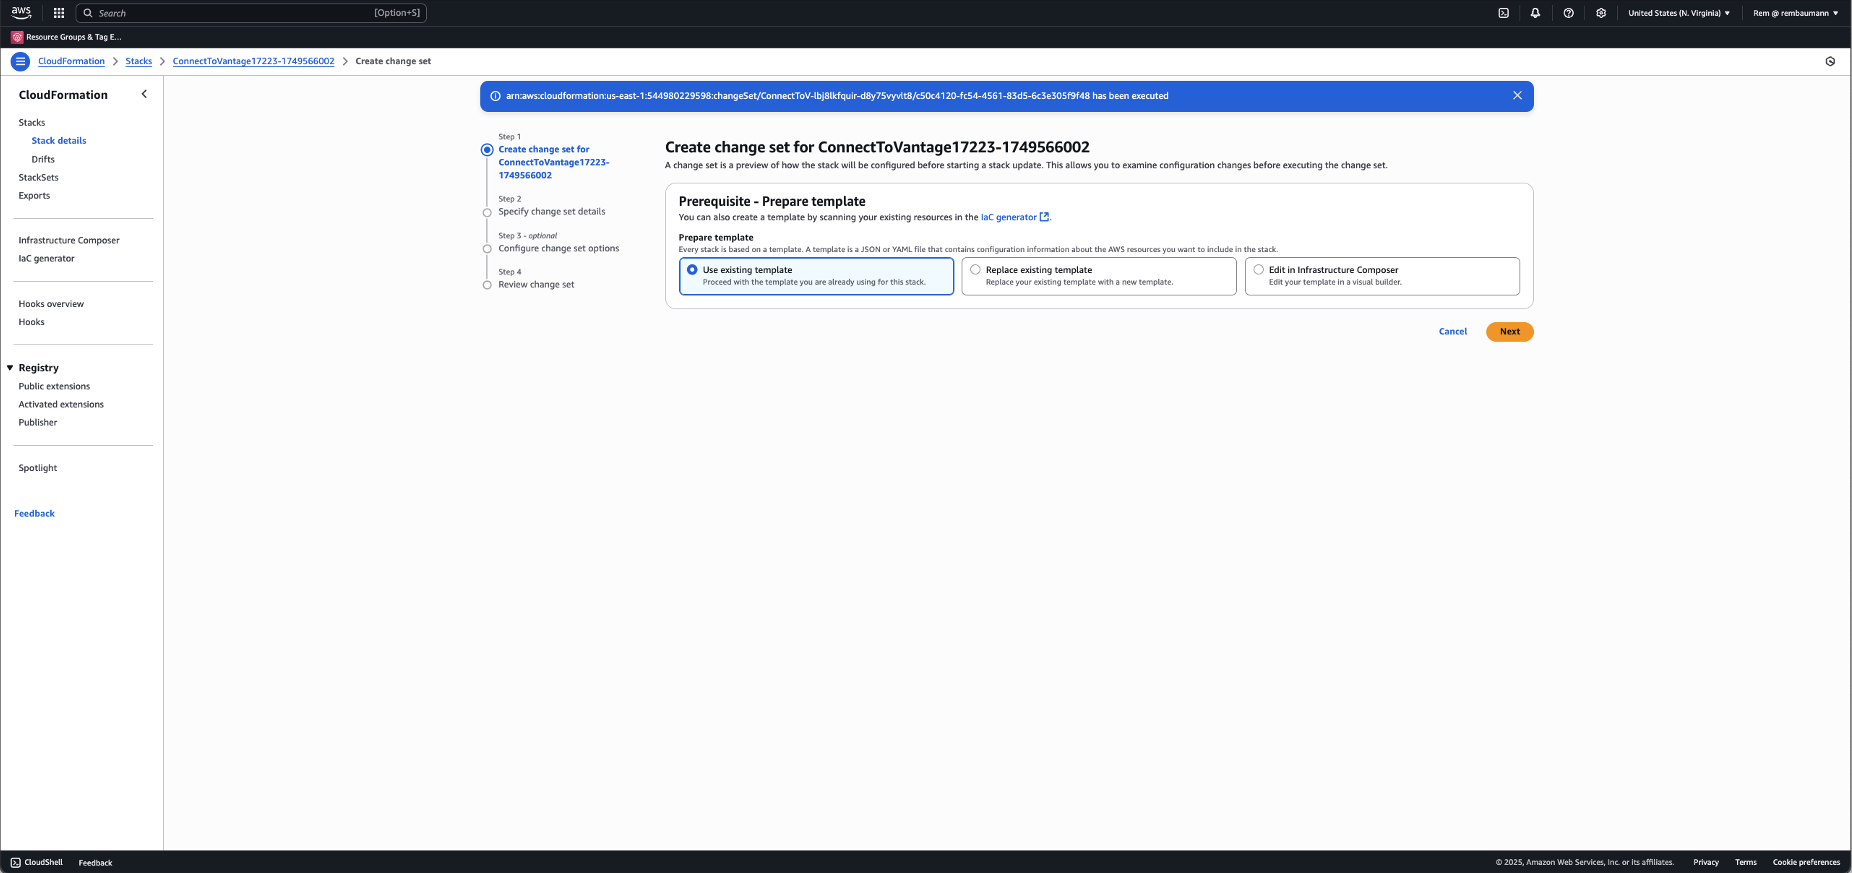 aws
Search
[Option+S]
United States (N. Virginia)
Rem @ rembaumann
Resource Groups & Tag E...
CloudFormation
Stacks
ConnectToVantage17223-1749566002
Create change set
CloudFormation
Stacks
Stack details
Drifts
StackSets
Exports
Infrastructure Composer
IaC generator
Hooks overview
Hooks
Registry
Public extensions
Activated extensions
Publisher
Spotlight
Feedback
arn:aws:cloudformation:us-east-1:544980229598:changeSet/ConnectToV-lbj8lkfquir-d8y75vyvlt8/c50c4120-fc54-4561-83d5-6c3e305f9f48 has been executed
Step 1
Create change set for
ConnectToVantage17223-
1749566002
Step 2
Specify change set details
Step 3 - optional
Configure change set options
Step 4
Review change set
Create change set for ConnectToVantage17223-1749566002
A change set is a preview of how the stack will be configured before starting a stack update. This allows you to examine configuration changes before executing the change set.
Prerequisite - Prepare template
You can also create a template by scanning your existing resources in the IaC generator.
Prepare template
Every stack is based on a template. A template is a JSON or YAML file that contains configuration information about the AWS resources you want to include in the stack.
Use existing template
Proceed with the template you are already using for this stack.
Replace existing template
Replace your existing template with a new template.
Edit in Infrastructure Composer
Edit your template in a visual builder.
Cancel
Next
CloudShell
Feedback
© 2025, Amazon Web Services, Inc. or its affiliates.
Privacy
Terms
Cookie preferences